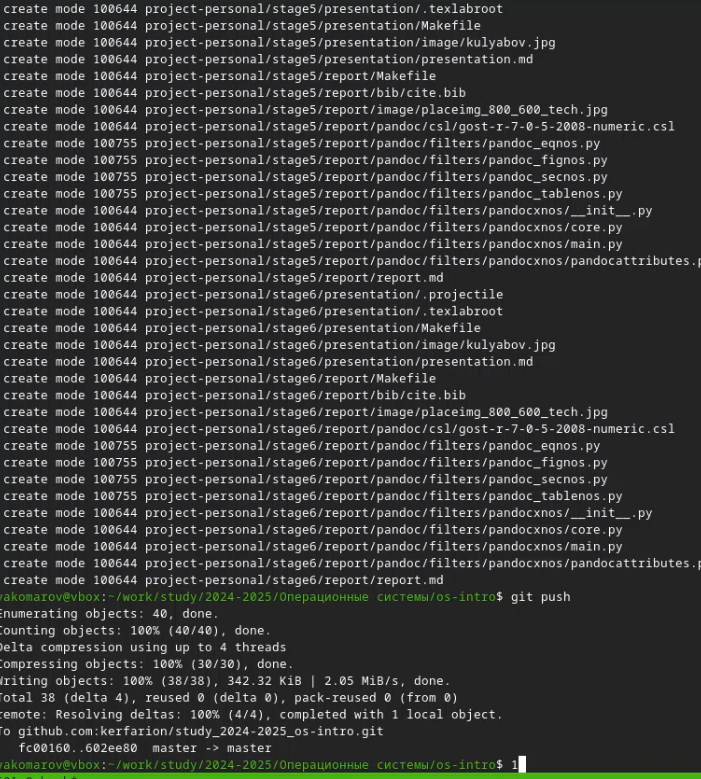 create mode 100644 project-personal/stage5/presentation/.texlabroot
create mode 100644 project-personal/stage5/presentation/Makefile
create mode 100644 project-personal/stage5/presentation/image/kulyabov.jpg
create mode 100644 project-personal/stage5/presentation/presentation.md
create mode 100644 project-personal/stage5/report/Makefile
create mode 100644 project-personal/stage5/report/bib/cite.bib
create mode 100644 project-personal/stage5/report/image/placeimg_800_600_tech.jpg
create mode 100644 project-personal/stage5/report/pandoc/csl/gost-r-7-0-5-2008-numeric.csl
create mode 100755 project-personal/stage5/report/pandoc/filters/pandoc_eqnos.py
create mode 100755 project-personal/stage5/report/pandoc/filters/pandoc_fignos.py
create mode 100755 project-personal/stage5/report/pandoc/filters/pandoc_secnos.py
create mode 100755 project-personal/stage5/report/pandoc/filters/pandoc_tablenos.py
create mode 100644 project-personal/stage5/report/pandoc/filters/pandocxnos/__init__.py
create mode 100644 project-personal/stage5/report/pandoc/filters/pandocxnos/core.py
create mode 100644 project-personal/stage5/report/pandoc/filters/pandocxnos/main.py
create mode 100644 project-personal/stage5/report/pandoc/filters/pandocxnos/pandocattributes.p
create mode 100644 project-personal/stage5/report/report.md
create mode 100644 project-personal/stage6/presentation/.projectile
create mode 100644 project-personal/stage6/presentation/.texlabroot
create mode 100644 project-personal/stage6/presentation/Makefile
create mode 100644 project-personal/stage6/presentation/image/kulyabov.jpg
create mode 100644 project-personal/stage6/presentation/presentation.md
create mode 100644 project-personal/stage6/report/Makefile
create mode 100644 project-personal/stage6/report/bib/cite.bib
create mode 100644 project-personal/stage6/report/image/placeimg_800_600_tech.jpg
create mode 100644 project-personal/stage6/report/pandoc/csl/gost-r-7-0-5-2008-numeric.csl
create mode 100755 project-personal/stage6/report/pandoc/filters/pandoc_eqnos.py
create mode 100755 project-personal/stage6/report/pandoc/filters/pandoc_fignos.py
create mode 100755 project-personal/stage6/report/pandoc/filters/pandoc_secnos.py
create mode 100755 project-personal/stage6/report/pandoc/filters/pandoc_tablenos.py
create mode 100644 project-personal/stage6/report/pandoc/filters/pandocxnos/__init__.py
create mode 100644 project-personal/stage6/report/pandoc/filters/pandocxnos/core.py
create mode 100644 project-personal/stage6/report/pandoc/filters/pandocxnos/main.py
create mode 100644 project-personal/stage6/report/pandoc/filters/pandocxnos/pandocattributes.p
create mode 100644 project-personal/stage6/report/report.md
vakomarov@vbox:~/work/study/2024-2025/Операционные системы/os-intro$ git push
Enumerating objects: 40, done.
Counting objects: 100% (40/40), done.
Delta compression using up to 4 threads
Compressing objects: 100% (30/30), done.
Writing objects: 100% (38/38), 342.32 KiB | 2.05 MiB/s, done.
Total 38 (delta 4), reused 0 (delta 0), pack-reused 0 (from 0)
remote: Resolving deltas: 100% (4/4), completed with 1 local object.
To github.com:kerfarion/study_2024-2025_os-intro.git
fc00160..602ee80 master -> master
vakomarov@vbox:~/work/study/2024-2025/Операционные системы/os-intro$ 1